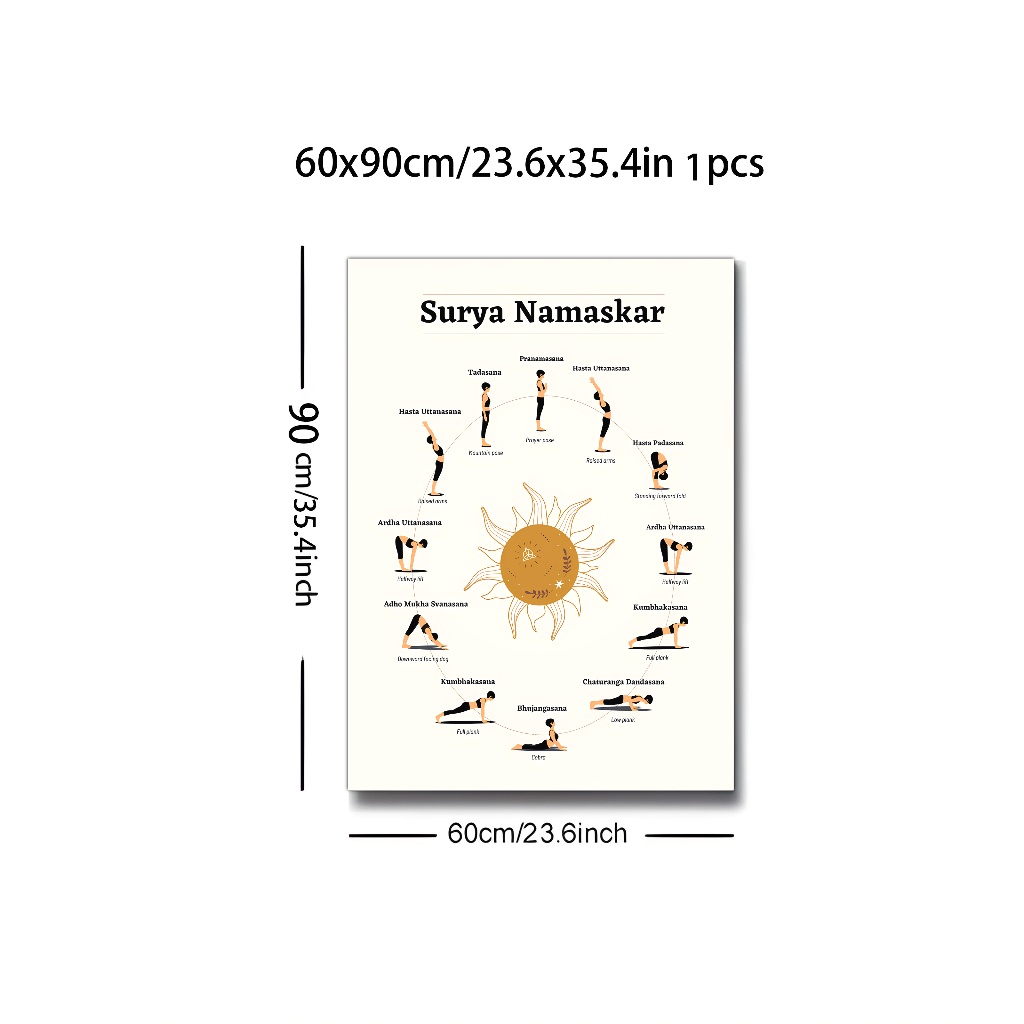 60x90cm/23.6x35.4in 1pcs
90 cm/35.4inch
Surya Namaskar
Pranamasana
Prayer pose
Hasta Uttanasana
Raised arms
Hasta Padasana
Standing forward fold
Ardha Uttanasana
Halfway lift
Kumbhakasana
Full plank
Chaturanga Dandasana
Low plank
Bhujangasana
Cobra
Kumbhakasana
Full plank
Adho Mukha Svanasana
Downward facing dog
Ardha Uttanasana
Halfway lift
Hasta Uttanasana
Raised arms
Tadasana
Mountain pose
60cm/23.6inch